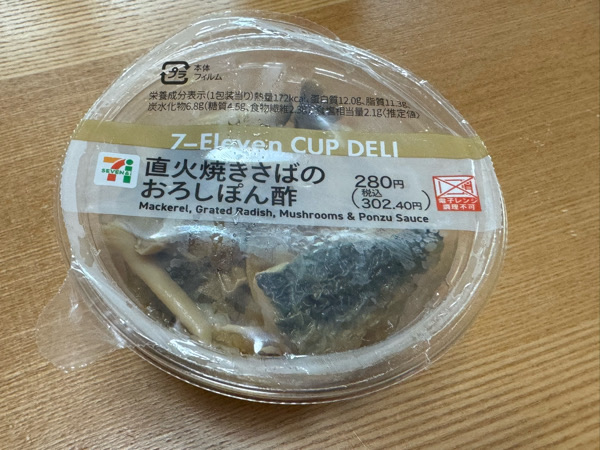 プラ
本体
フィルム
栄養成分表示(1包装当り)熱量172kcal、蛋白質12.0g、脂質11.3g、
炭水化物6.8g(糖質4.5g、食物繊維2.3g)、相当量2.1g(推定値)
7-Eleven CUP DELI
7
SEVEN&i
直火焼きさばの
おろしぽん酢
Mackerel, Grated Radish, Mushrooms & Ponzu Sauce
280円
(税込
302.40円)
電子レンジ
調理不可